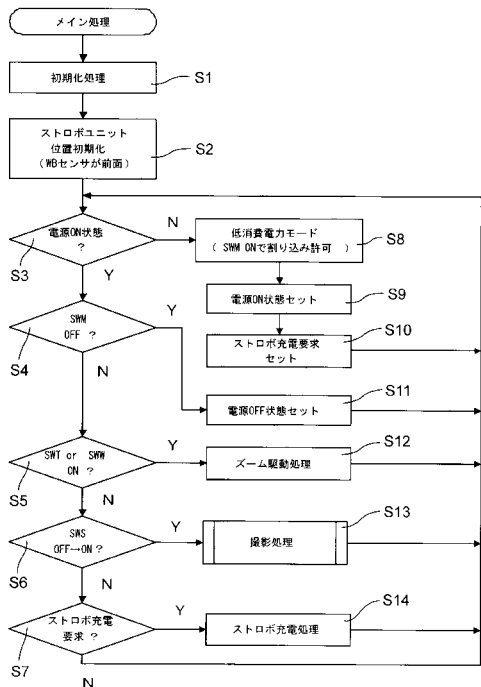 メイン処理
初期化処理
S1
ストロボユニット
位置初期化
(WBセンサが前面)
S2
電源ON状態
?
S3
N
Y
低消費電力モード
( SWM ONで割り込み許可 )
S8
電源ON状態セット
S9
ストロボ充電要求
セット
S10
SWM
OFF ?
S4
Y
N
電源OFF状態セット
S11
SWT or SWW
ON ?
S5
Y
N
ズーム駆動処理
S12
SWS
OFF→ON ?
S6
Y
N
撮影処理
S13
ストロボ充電
要求 ?
S7
Y
N
ストロボ充電処理
S14